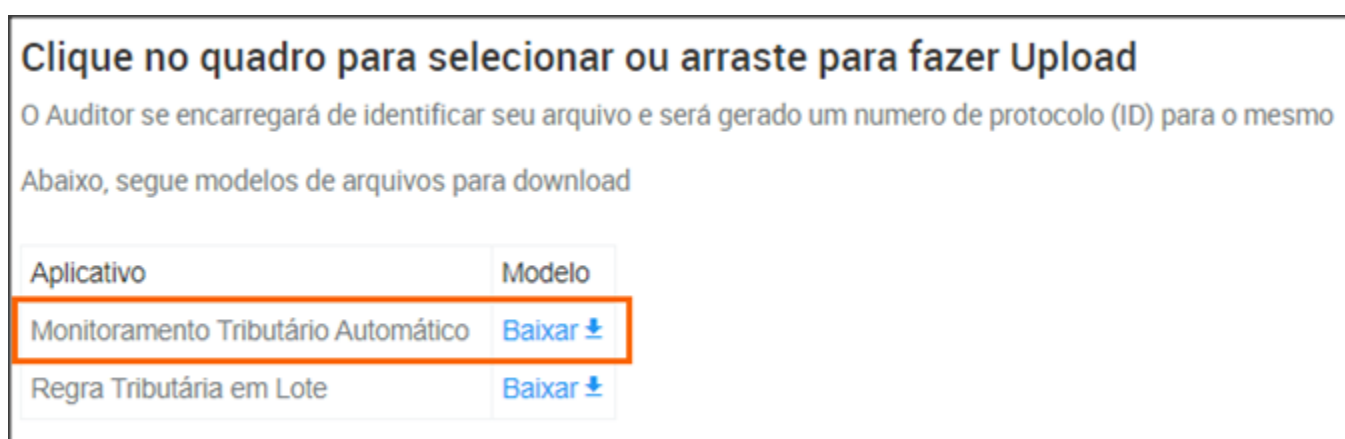 Clique no quadro para selecionar ou arraste para fazer Upload
O Auditor se encarregará de identificar seu arquivo e será gerado um numero de protocolo (ID) para o mesmo
Abaixo, segue modelos de arquivos para download
Aplicativo Modelo
Monitoramento Tributário Automático Baixar
Regra Tributária em Lote Baixar